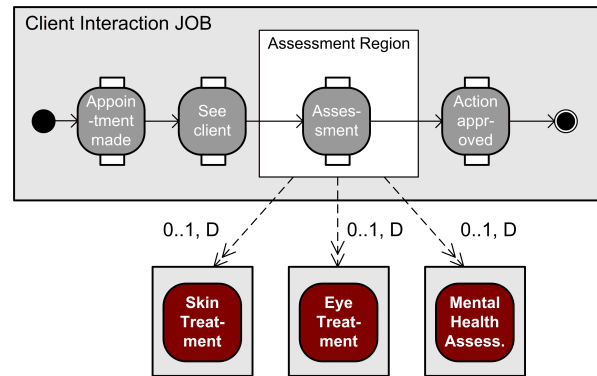 Client Interaction JOB
Assessment Region
Appoin
-tment
made
See
client
Asses-
sment
Action
appr-
oved
0..1, D
0..1, D
0..1, D
Skin
Treat-
ment
Eye
Treat-
ment
Mental
Health
Assess.